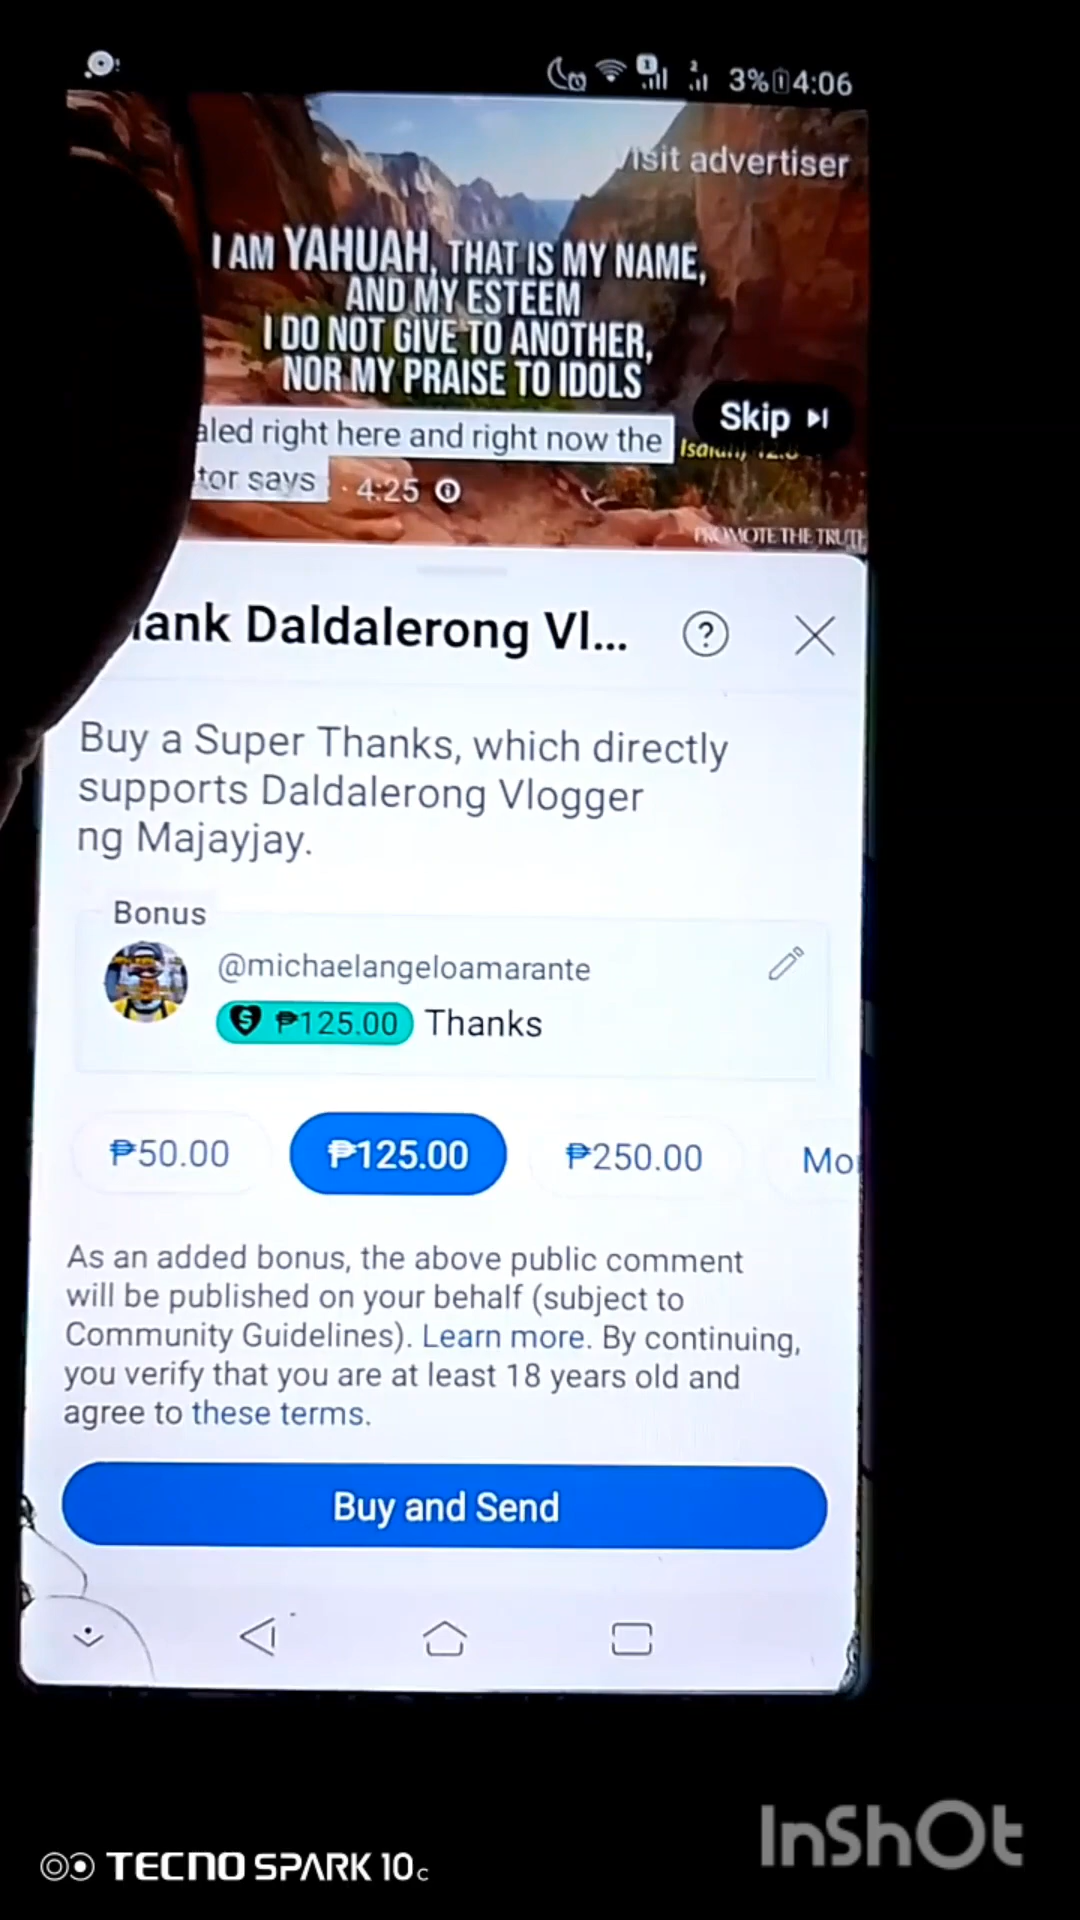 3% 4:06
Visit advertiser
I AM YAHUAH, THAT IS MY NAME,
AND MY ESTEEM
I DO NOT GIVE TO ANOTHER,
NOR MY PRAISE TO IDOLS
Skip
aled right here and right now the
tor says
· 4:25
PROMOTE THE TRUTH
ank Daldalerong Vl...
Buy a Super Thanks, which directly
supports Daldalerong Vlogger
ng Majayjay.
Bonus
@michaelangeloamarante
₱125.00 Thanks
₱50.00 ₱125.00 ₱250.00 Mo
As an added bonus, the above public comment
will be published on your behalf (subject to
Community Guidelines). Learn more. By continuing,
you verify that you are at least 18 years old and
agree to these terms.
Buy and Send
InShOt
TECNO SPARK 10c